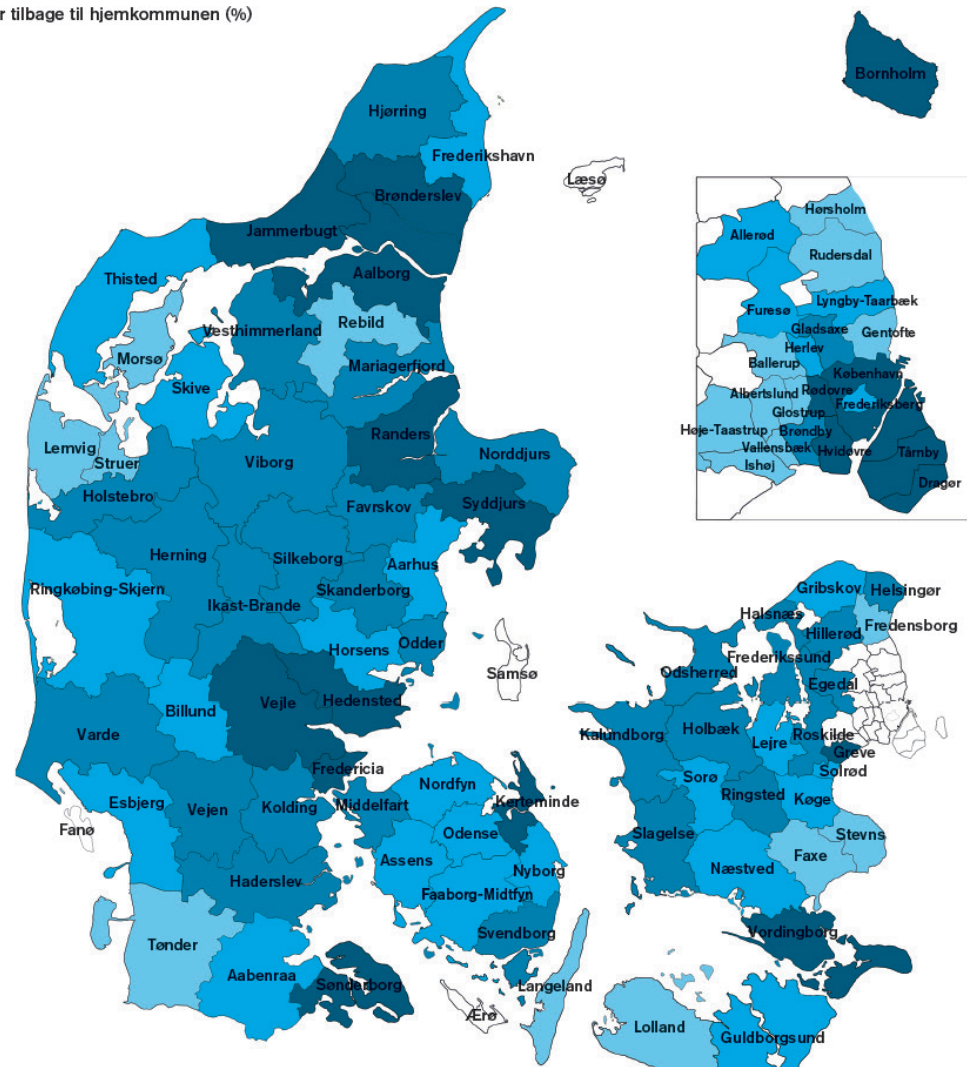 r tilbage til hjemkommunen (%)
Bornholm
Hjørring
Frederikshavn
Læsø
Brønderslev
Jammerbugt
Aalborg
Thisted
Vesthimmerland
Rebild
Morsø
Mariagerfjord
Skive
Randers
Lemvig
Struer
Viborg
Norddjurs
Holstebro
Favrskov
Syddjurs
Herning
Silkeborg
Aarhus
Ringkøbing-Skjern
Skanderborg
Ikast-Brande
Horsens
Odder
Samsø
Vejle
Hedensted
Billund
Varde
Fredericia
Esbjerg
Vejen
Kolding
Middelfart
Nordfyn
Kerteminde
Fanø
Odense
Assens
Nyborg
Haderslev
Faaborg-Midtfyn
Svendborg
Tønder
Aabenraa
Sønderborg
Langeland
Ærø
Hørsholm
Allerød
Rudersdal
Lyngby-Taarbæk
Furesø
Gladsaxe
Gentofte
Herlev
Ballerup
København
Albertslund
Rødovre
Frederiksberg
Glostrup
Høje-Taastrup
Brøndby
Vallensbæk
Hvidøvre
Tårnby
Ishøj
Dragør
Gribskov
Helsingør
Halsnæs
Fredensborg
Hillerød
Frederikssund
Odsherred
Egedal
Kalundborg
Holbæk
Roskilde
Lejre
Greve
Solrød
Sorø
Ringsted
Køge
Slagelse
Stevns
Faxe
Næstved
Vordingborg
Lolland
Guldborgsund